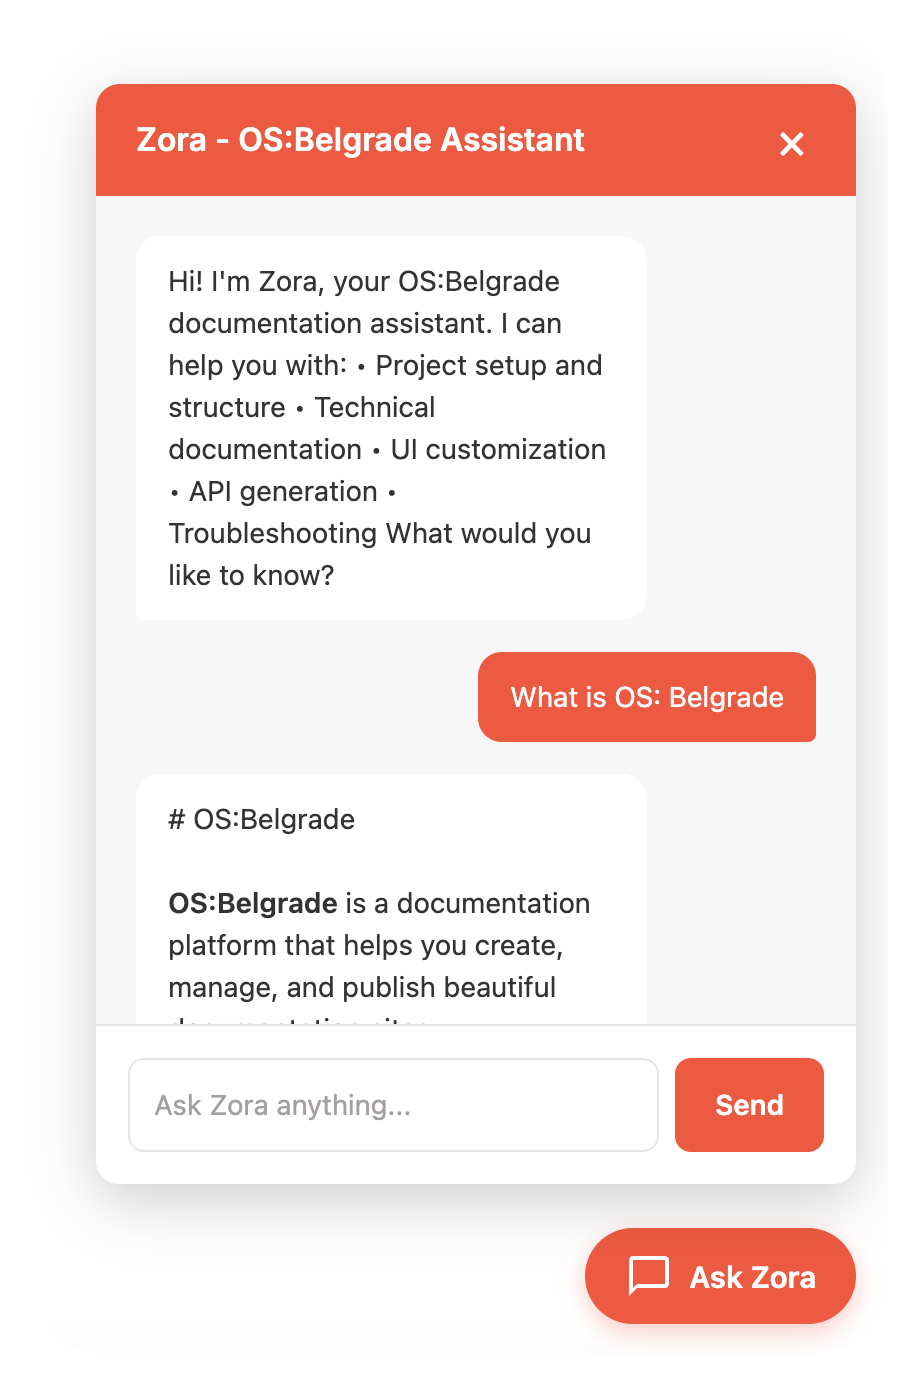 Zora - OS:Belgrade Assistant
Hi! I'm Zora, your OS:Belgrade
documentation assistant. I can
help you with: • Project setup and
structure • Technical
documentation • UI customization
• API generation •
Troubleshooting What would you
like to know?
What is OS: Belgrade
# OS:Belgrade
OS:Belgrade is a documentation
platform that helps you create,
manage, and publish beautiful
Ask Zora anything...
Send
Ask Zora